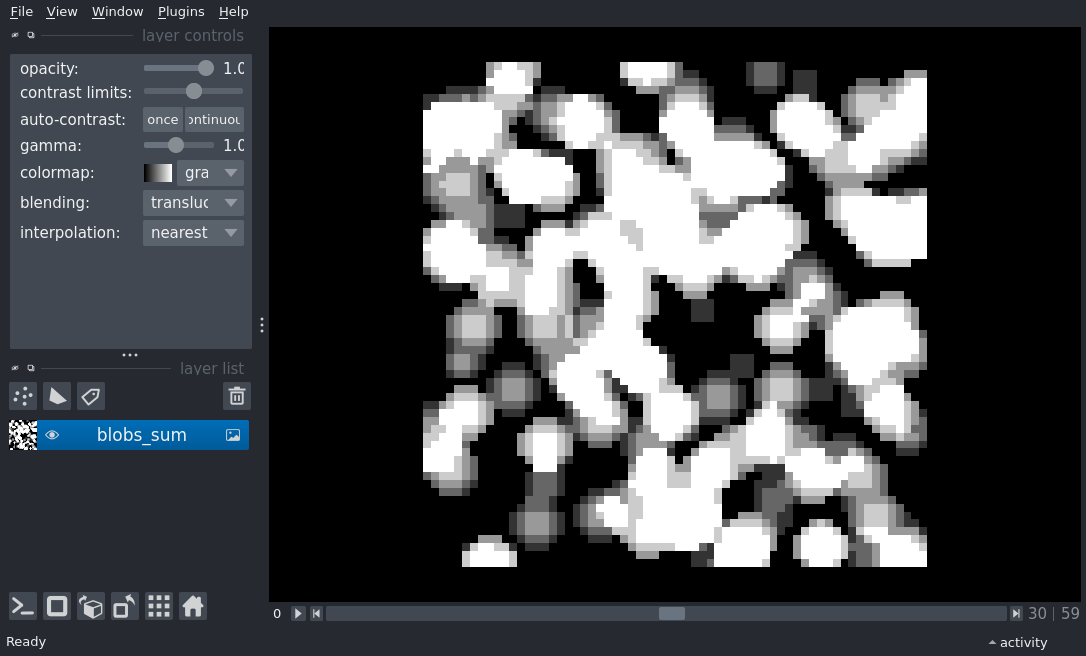 File View Window Plugins Help
layer controls
opacity: 1.0
contrast limits:
auto-contrast: once ontinuou
gamma: 1.0
colormap: gra
blending: transluc
interpolation: nearest
layer list
blobs_sum
0 30 59
Ready activity